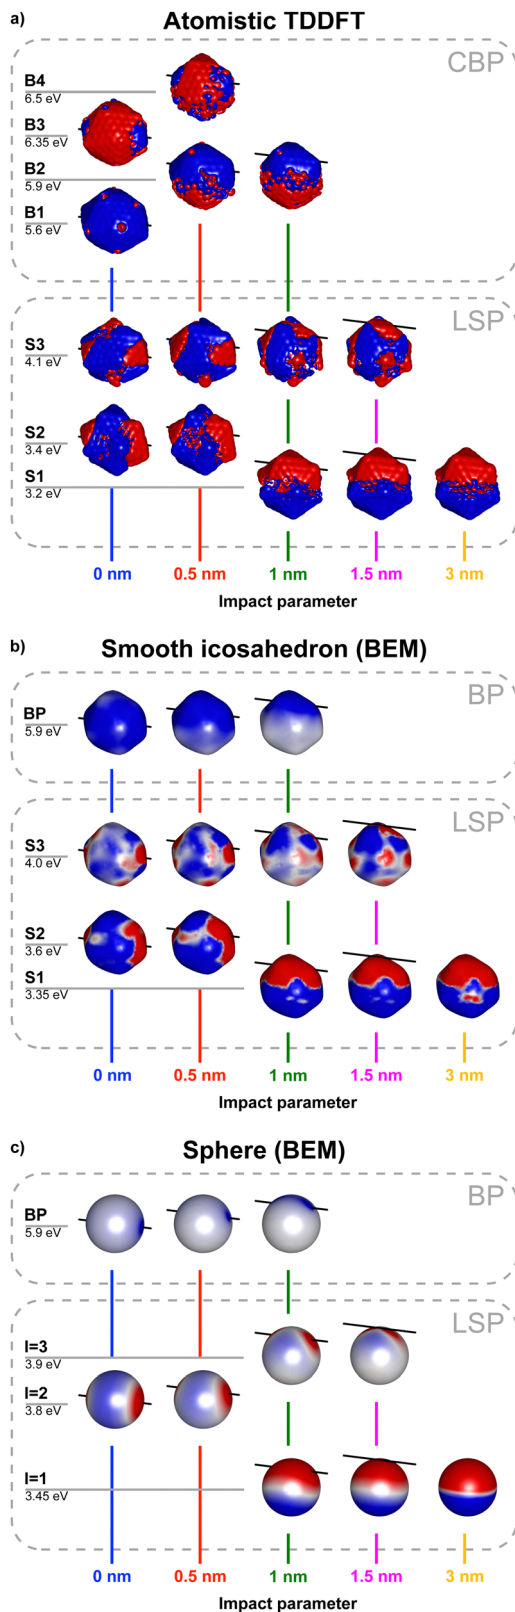 a)
Atomistic TDDFT
CBP
B4
6.5 eV
B3
6.35 eV
B2
5.9 eV
B1
5.6 eV
LSP
S3
4.1 eV
S2
3.4 eV
S1
3.2 eV
0 nm 0.5 nm 1 nm 1.5 nm 3 nm
Impact parameter
b)
Smooth icosahedron (BEM)
BP
BP
5.9 eV
LSP
S3
4.0 eV
S2
3.6 eV
S1
3.35 eV
0 nm 0.5 nm 1 nm 1.5 nm 3 nm
Impact parameter
c)
Sphere (BEM)
BP
BP
5.9 eV
LSP
l=3
3.9 eV
l=2
3.8 eV
l=1
3.45 eV
0 nm 0.5 nm 1 nm 1.5 nm 3 nm
Impact parameter